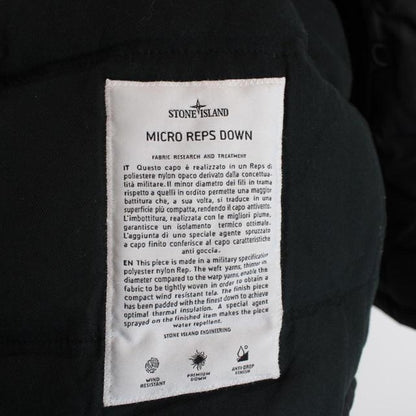 STONE ISLAND
MICRO REPS DOWN
FABRIC RESEARCH AND TREATMENT
IT Questo capo è realizzato in un Reps di
poliestere nylon opaco derivato dalla concettua-
lità militare. Il minor diametro dei fili in trama
rispetto a quelli in ordito permette una maggior
battitura che, a sua volta, si traduce in una
superficie più compatta, rendendo il capo antivento.
L'imbottitura, realizzata con le migliori piume,
garantisce un isolamento termico ottimale.
L'aggiunta di uno speciale agente spruzzato
a capo finito conferisce al capo caratteristiche
anti goccia.
EN This piece is made in a military specification
polyester nylon Rep. The weft yarns, thinner in
diameter compared to the warp yarns, enable the
fabric to be tightly woven in order to obtain a
compact wind resistant tela. The finish piece
has been padded with the finest down to achieve
optimal thermal insulation. A special agent
sprayed on the finished item makes the piece
water repellent.
STONE ISLAND ENGINEERING
WIND
RESISTANT
PREMIUM
DOWN
ANTI-DROP
FINISH